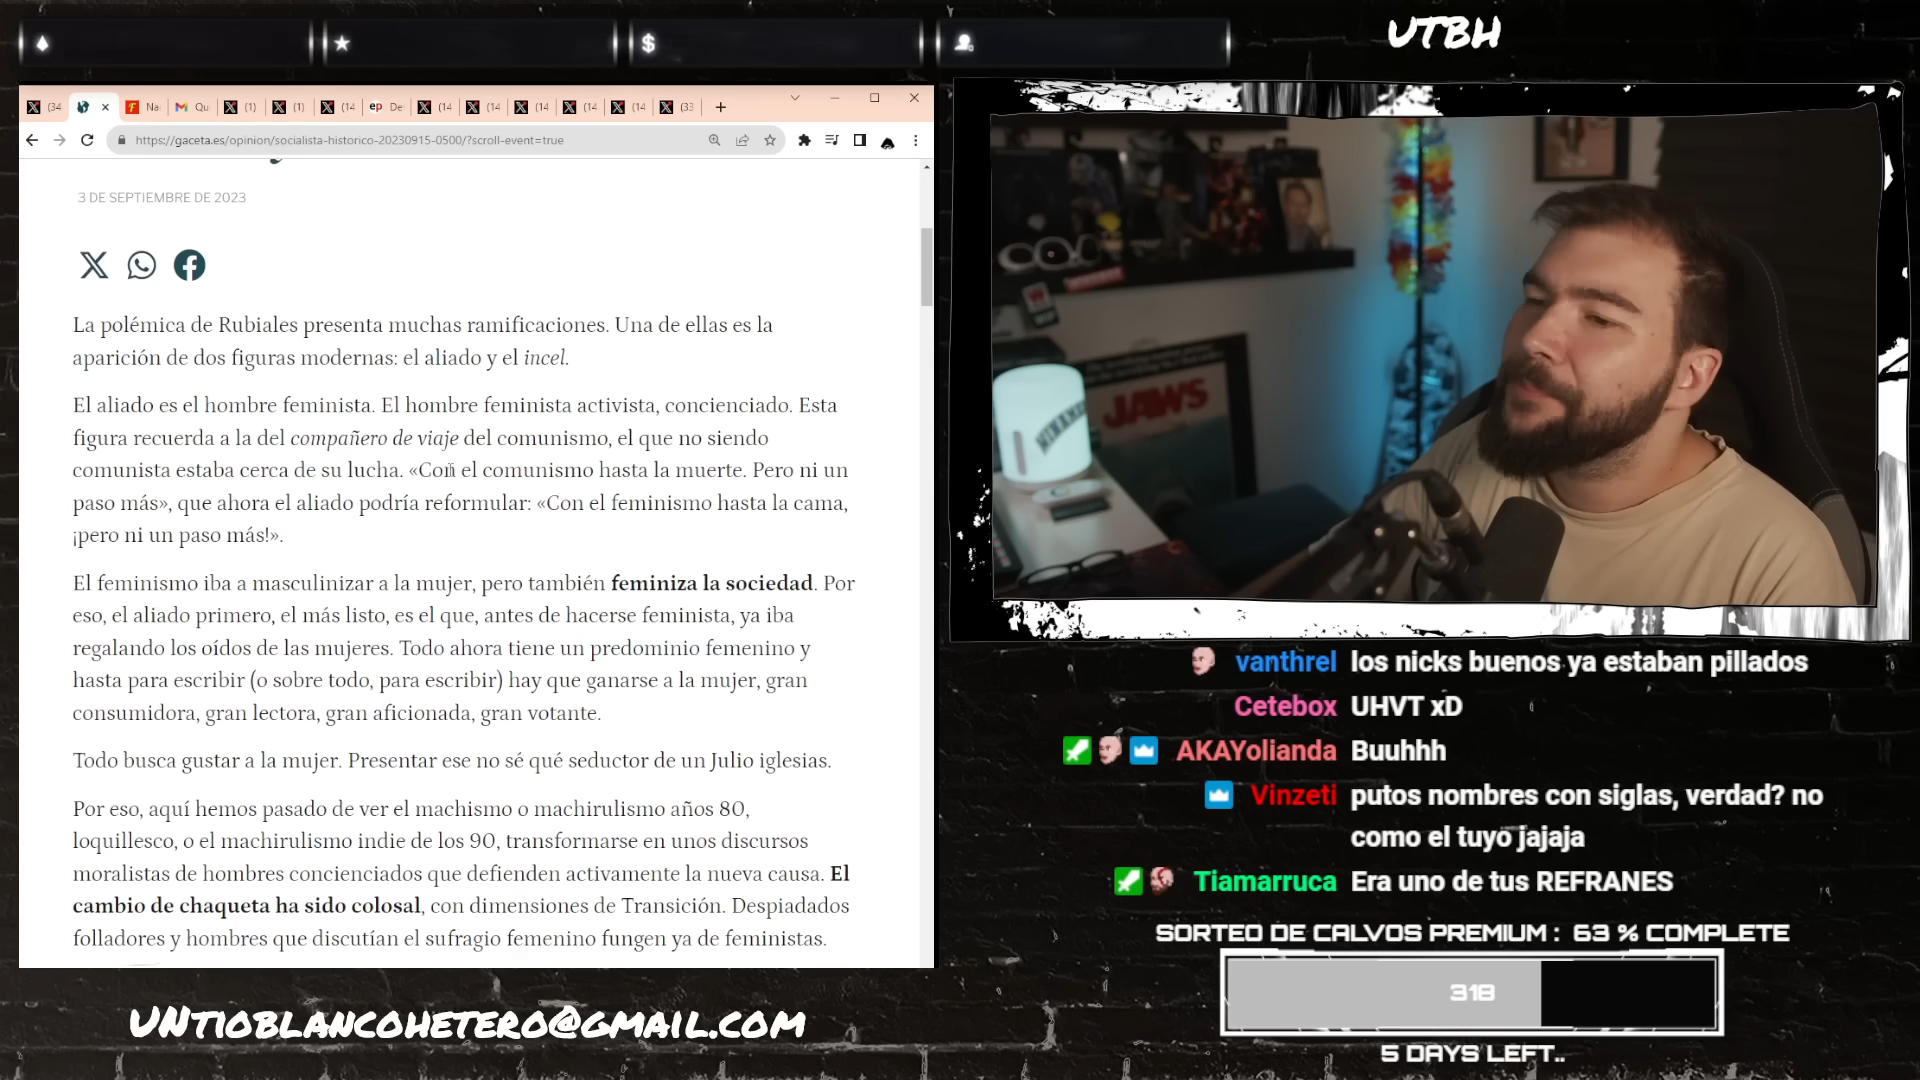 UTBH
$
(34
Na
Qu
(1)
(1)
(14
ep De
(14
(14
(14
(14
(14
(33
https://gaceta.es/opinion/socialista-historico-20230915-0500/?scroll-event=true
3 DE SEPTIEMBRE DE 2023
La polémica de Rubiales presenta muchas ramificaciones. Una de ellas es la
aparición de dos figuras modernas: el aliado y el incel.
El aliado es el hombre feminista. El hombre feminista activista, concienciado. Esta
figura recuerda a la del compañero de viaje del comunismo, el que no siendo
comunista estaba cerca de su lucha. «Con el comunismo hasta la muerte. Pero ni un
paso más», que ahora el aliado podría reformular: «Con el feminismo hasta la cama,
¡pero ni un paso más!».
El feminismo iba a masculinizar a la mujer, pero también feminiza la sociedad. Por
eso, el aliado primero, el más listo, es el que, antes de hacerse feminista, ya iba
regalando los oídos de las mujeres. Todo ahora tiene un predominio femenino y
hasta para escribir (o sobre todo, para escribir) hay que ganarse a la mujer, gran
consumidora, gran lectora, gran aficionada, gran votante.
Todo busca gustar a la mujer. Presentar ese no sé qué seductor de un Julio iglesias.
Por eso, aquí hemos pasado de ver el machismo o machirulismo años 80,
loquillesco, o el machirulismo indie de los 90, transformarse en unos discursos
moralistas de hombres concienciados que defienden activamente la nueva causa. El
cambio de chaqueta ha sido colosal, con dimensiones de Transición. Despiadados
folladores y hombres que discutían el sufragio femenino fungen ya de feministas.
JAWS
vanthrel los nicks buenos ya estaban pillados
Cetebox UHVT xD
AKAYolianda Buuhhh
Vinzeti putos nombres con siglas, verdad? no
como el tuyo jajaja
Tiamarruca Era uno de tus REFRANES
SORTEO DE CALVOS PREMIUM : 63 % COMPLETE
318
5 DAYS LEFT..
UNTIOBLANCOHETERO@GMAIL.COM